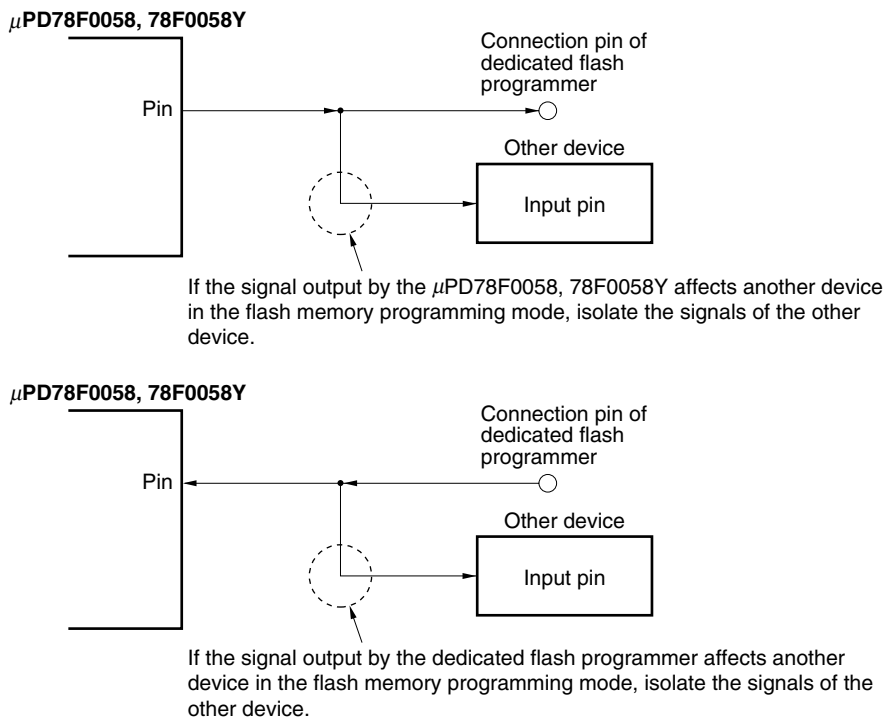 μPD78F0058, 78F0058Y
Connection pin of
dedicated flash
programmer
Pin
Other device
Input pin
If the signal output by the μPD78F0058, 78F0058Y affects another device
in the flash memory programming mode, isolate the signals of the other
device.
μPD78F0058, 78F0058Y
Connection pin of
dedicated flash
programmer
Pin
Other device
Input pin
If the signal output by the dedicated flash programmer affects another
device in the flash memory programming mode, isolate the signals of the
other device.